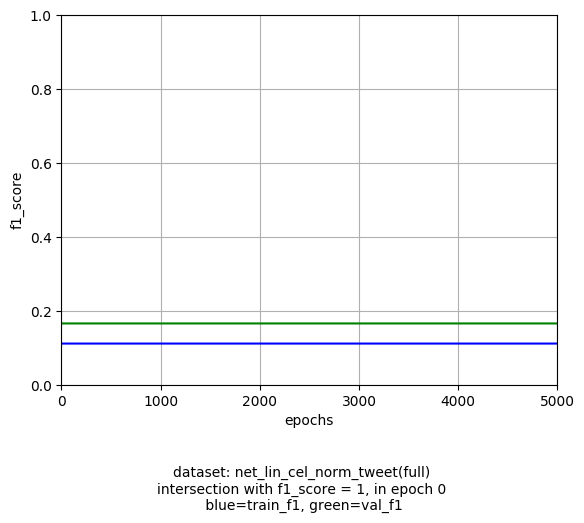 1.0
0.8
0.6
0.4
0.2
0.0
f1_score
0 1000 2000 3000 4000 5000
epochs
dataset: net_lin_cel_norm_tweet(full)
intersection with f1_score = 1, in epoch 0
blue=train_f1, green=val_f1